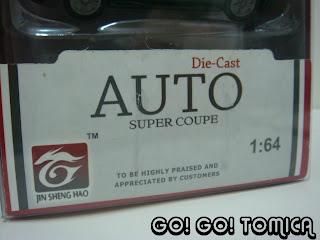 Die-Cast
AUTO
SUPER COUPE
TM
1:64
JIN SHENG HAO
TO BE HIGHLY PRAISED AND
APPRECIATED BY CUSTOMERS
GO! GO! TOMICA